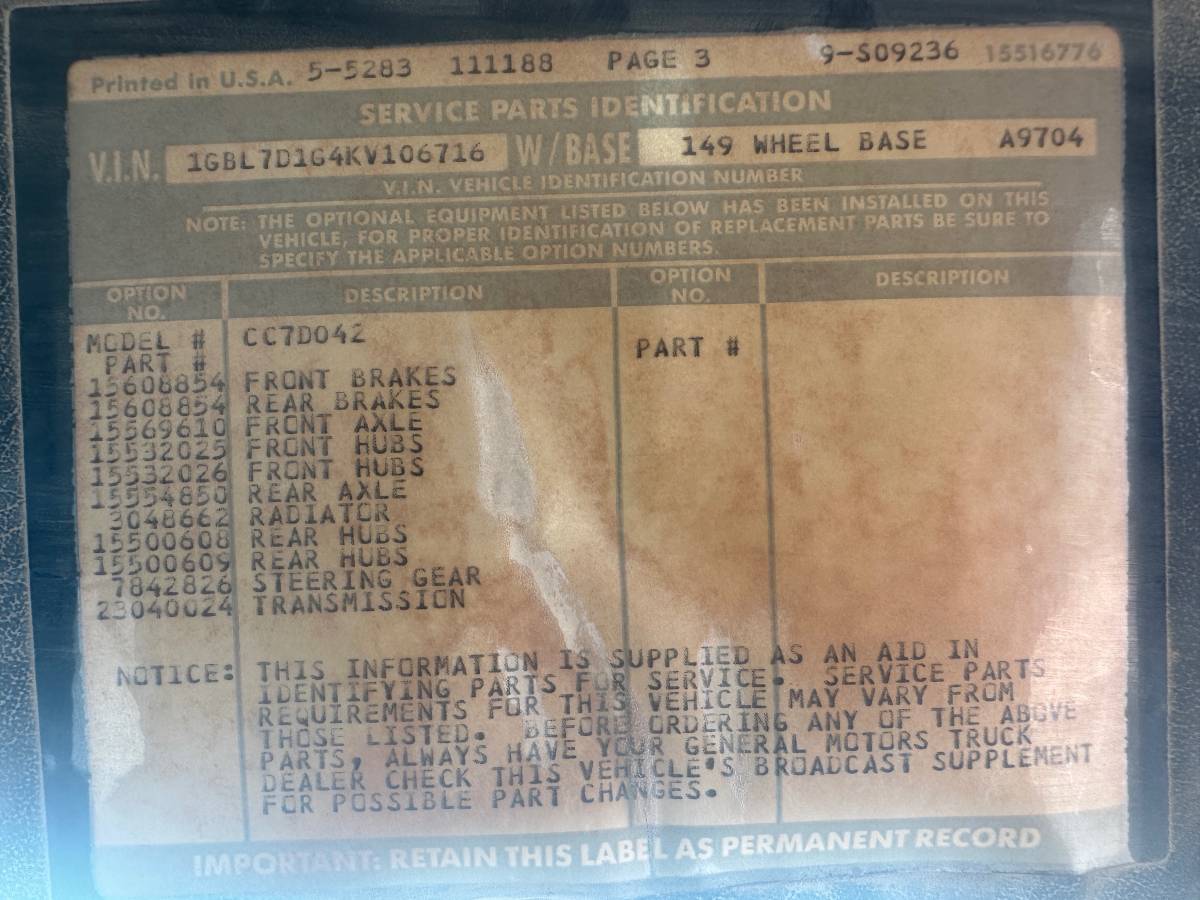 Printed in U.S.A. 5-5283 111188 PAGE 3 9-S09236 15516776
SERVICE PARTS IDENTIFICATION
V.I.N. 1GBL7D1G4KV106716 W/BASE 149 WHEEL BASE A9704
V.I.N. VEHICLE IDENTIFICATION NUMBER
NOTE: THE OPTIONAL EQUIPMENT LISTED BELOW HAS BEEN INSTALLED ON THIS
VEHICLE, FOR PROPER IDENTIFICATION OF REPLACEMENT PARTS BE SURE TO
SPECIFY THE APPLICABLE OPTION NUMBERS.
OPTION NO. DESCRIPTION OPTION NO. DESCRIPTION
MODEL # CC7D042
PART # PART #
15608854 FRONT BRAKES
15608854 REAR BRAKES
15569610 FRONT AXLE
15532025 FRONT HUBS
15532026 FRONT HUBS
15554850 REAR AXLE
3048662 RADIATOR
15500608 REAR HUBS
15500609 REAR HUBS
7842826 STEERING GEAR
23040024 TRANSMISSION
NOTICE: THIS INFORMATION IS SUPPLIED AS AN AID IN
IDENTIFYING PARTS FOR SERVICE. SERVICE PARTS
REQUIREMENTS FOR THIS VEHICLE MAY VARY FROM
THOSE LISTED. BEFORE ORDERING ANY OF THE ABOVE
PARTS, ALWAYS HAVE YOUR GENERAL MOTORS TRUCK
DEALER CHECK THIS VEHICLE'S BROADCAST SUPPLEMENT
FOR POSSIBLE PART CHANGES.
IMPORTANT: RETAIN THIS LABEL AS PERMANENT RECORD